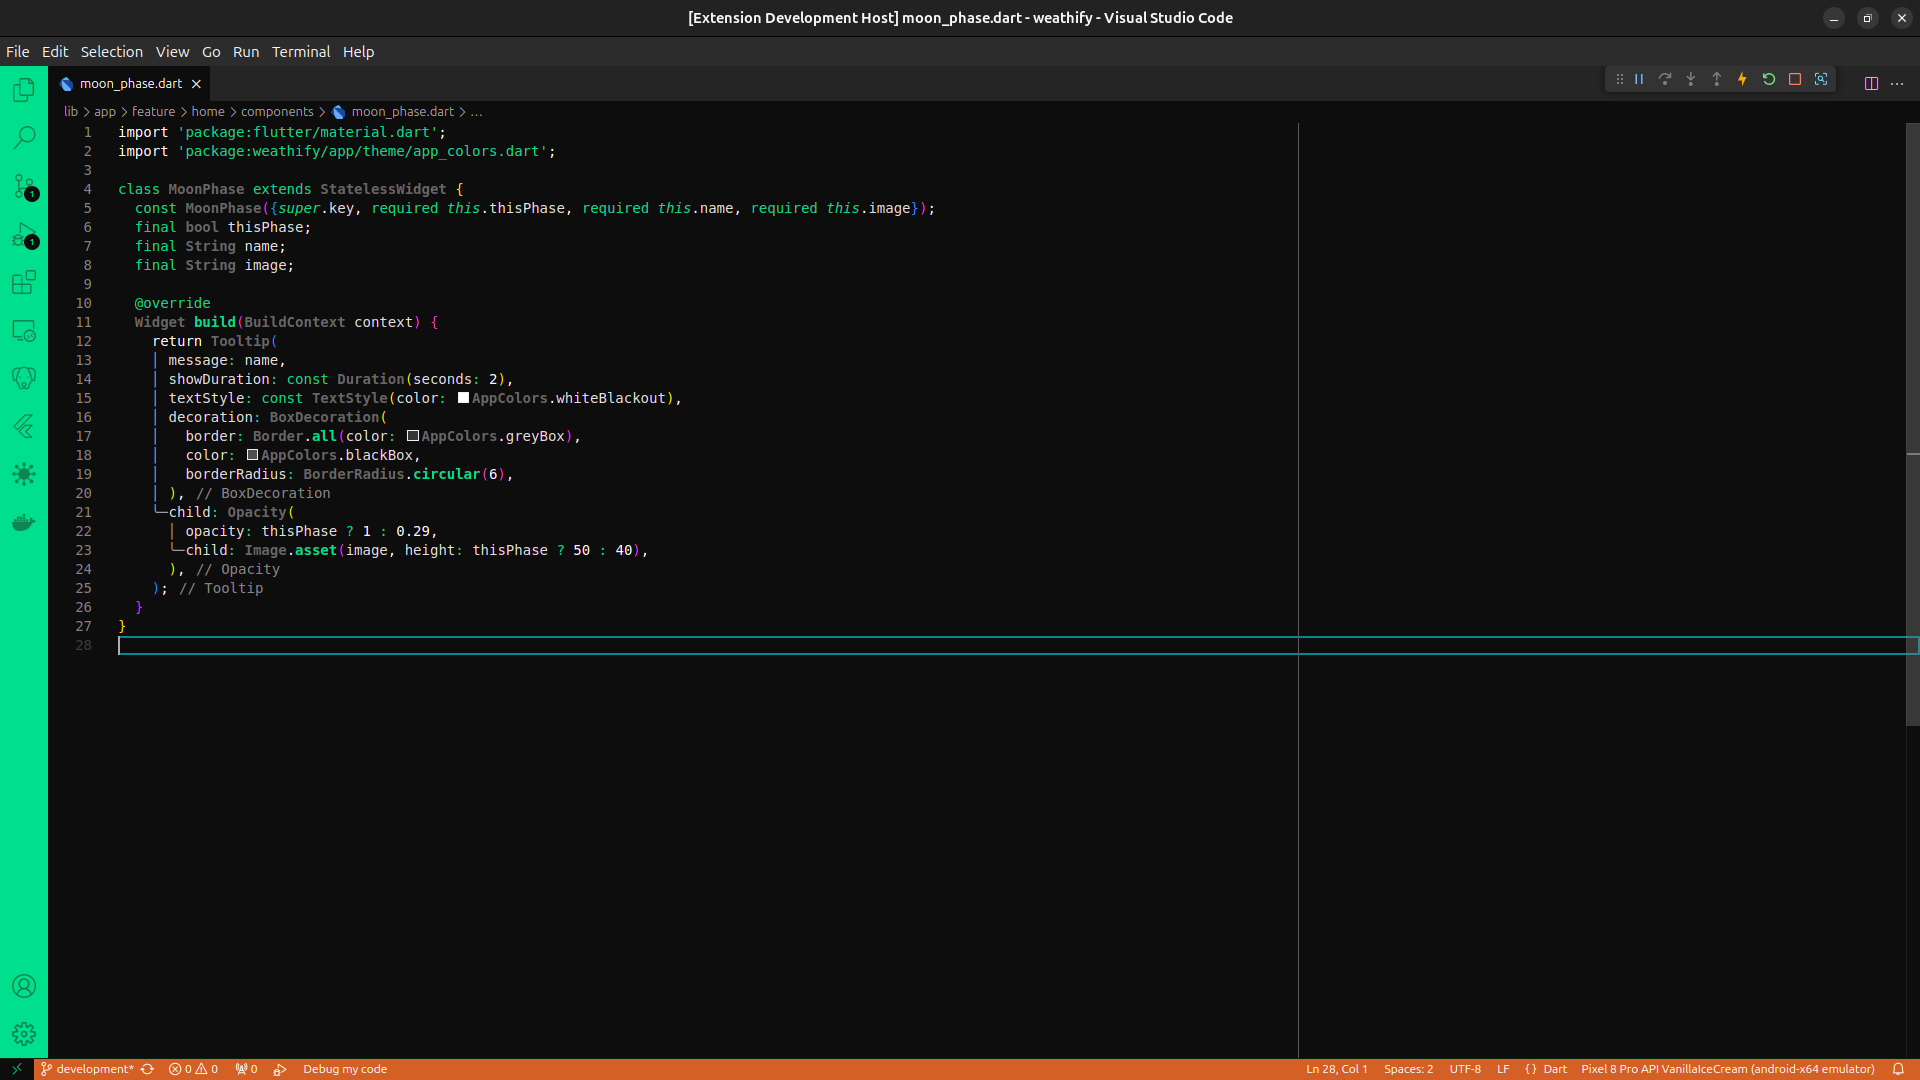 [Extension Development Host] moon_phase.dart - weathify - Visual Studio Code
File Edit Selection View Go Run Terminal Help
moon_phase.dart
lib > app > feature > home > components > moon_phase.dart > ...
1 import 'package:flutter/material.dart';
2 import 'package:weathify/app/theme/app_colors.dart';
3
4 class MoonPhase extends StatelessWidget {
5 const MoonPhase({super.key, required this.thisPhase, required this.name, required this.image});
6 final bool thisPhase;
7 final String name;
8 final String image;
9
10 @override
11 Widget build(BuildContext context) {
12 return Tooltip(
13 message: name,
14 showDuration: const Duration(seconds: 2),
15 textStyle: const TextStyle(color: AppColors.whiteBlackout),
16 decoration: BoxDecoration(
17 border: Border.all(color: AppColors.greyBox),
18 color: AppColors.blackBox,
19 borderRadius: BorderRadius.circular(6),
20 ), // BoxDecoration
21 child: Opacity(
22 opacity: thisPhase ? 1 : 0.29,
23 child: Image.asset(image, height: thisPhase ? 50 : 40),
24 ), // Opacity
25 ); // Tooltip
26 }
27 }
28
1
1
development* 0 0 0 Debug my code Ln 28, Col 1 Spaces: 2 UTF-8 LF {} Dart Pixel 8 Pro API VanillaIceCream (android-x64 emulator)